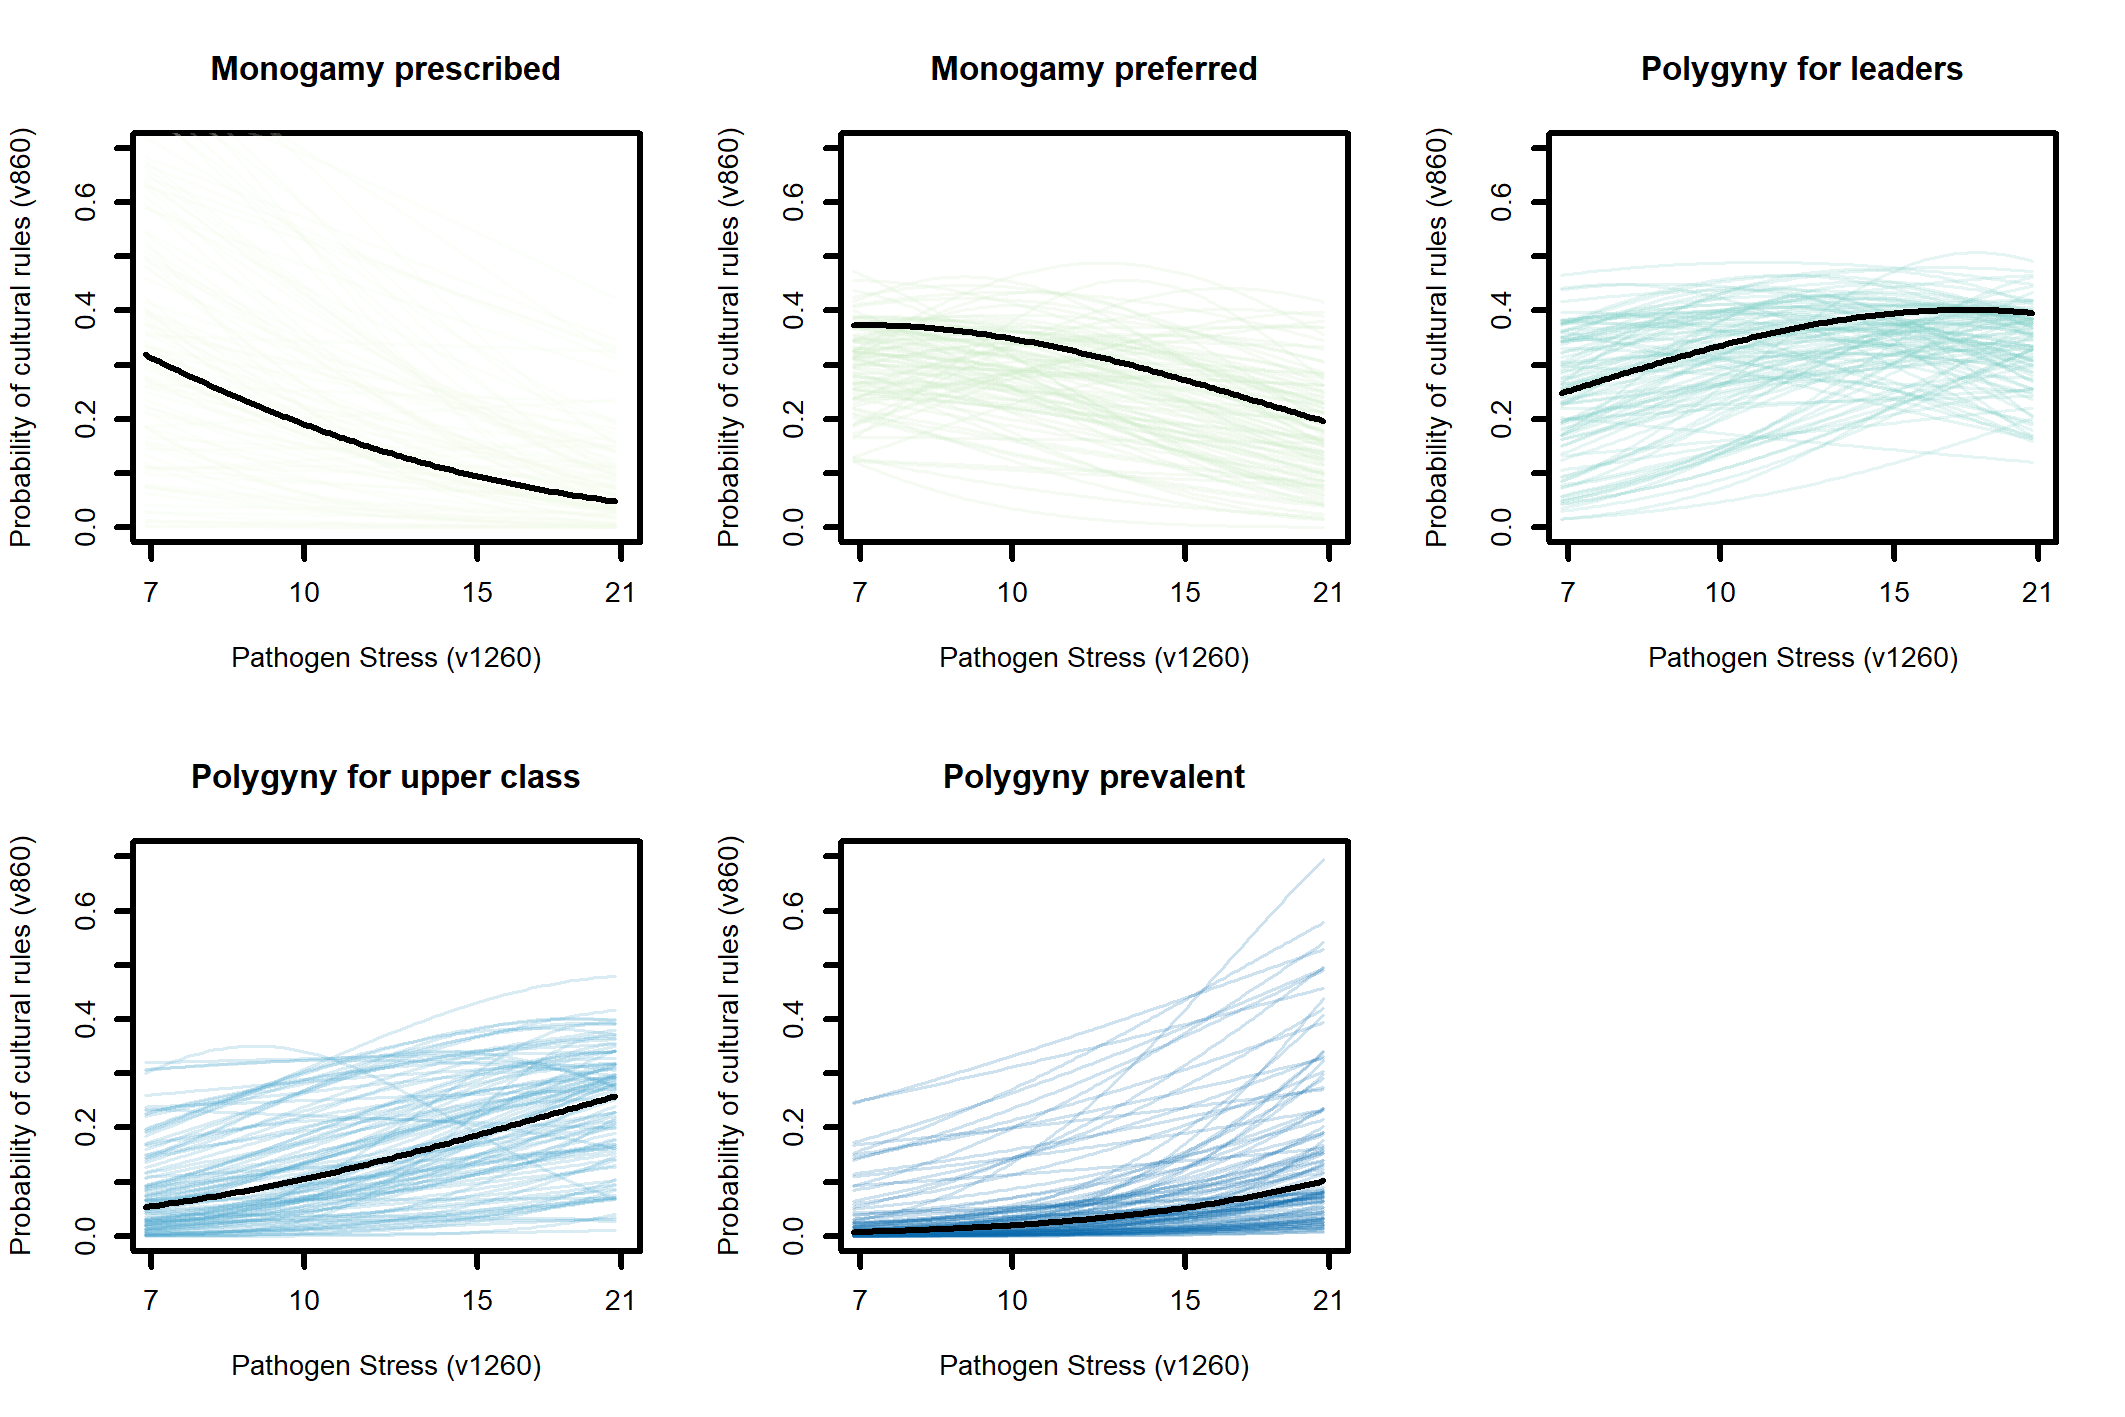 Monogamy prescribed
Probability of cultural rules (v860)
0.6
0.4
0.2
0.0
7 10 15 21
Pathogen Stress (v1260)
Monogamy preferred
Probability of cultural rules (v860)
0.6
0.4
0.2
0.0
7 10 15 21
Pathogen Stress (v1260)
Polygyny for leaders
Probability of cultural rules (v860)
0.6
0.4
0.2
0.0
7 10 15 21
Pathogen Stress (v1260)
Polygyny for upper class
Probability of cultural rules (v860)
0.6
0.4
0.2
0.0
7 10 15 21
Pathogen Stress (v1260)
Polygyny prevalent
Probability of cultural rules (v860)
0.6
0.4
0.2
0.0
7 10 15 21
Pathogen Stress (v1260)